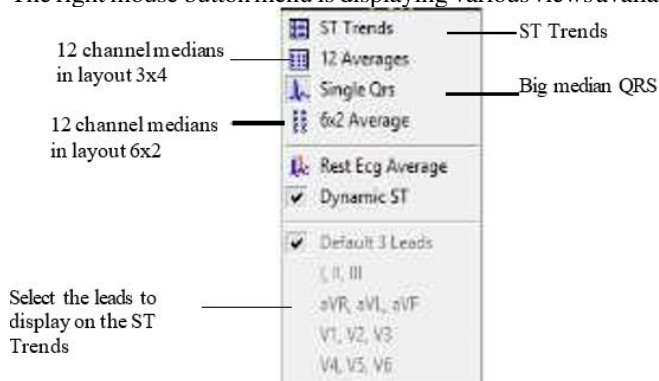 The right mouse button menu is displaying various views availa
ST Trends
12 Averages
Single Qrs
6x2 Average
Rest Ecg Average
Dynamic ST
Default 3 Leads
I, II, III
aVR, aVL, aVF
V1, V2, V3
V4, V5, V6
12 channel medians
in layout 3x4
12 channel medians
in layout 6x2
Select the leads to
display on the ST
Trends
ST Trends
Big median QRS